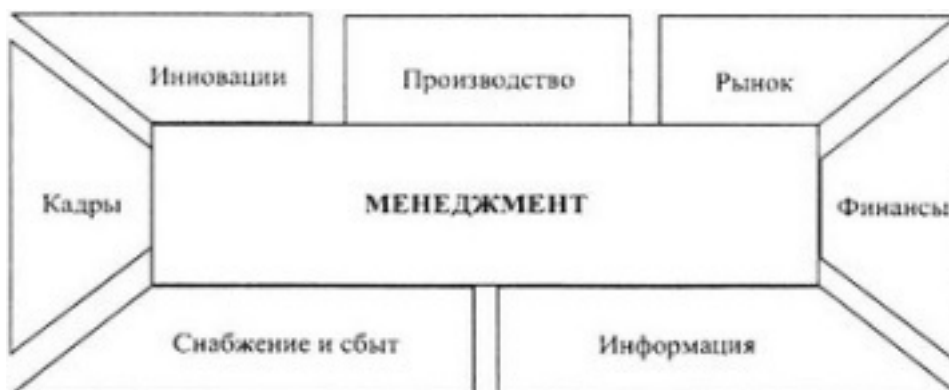 Инновации
Производство
Рынок
Кадры
МЕНЕДЖМЕНТ
Финансы
Снабжение и сбыт
Информация